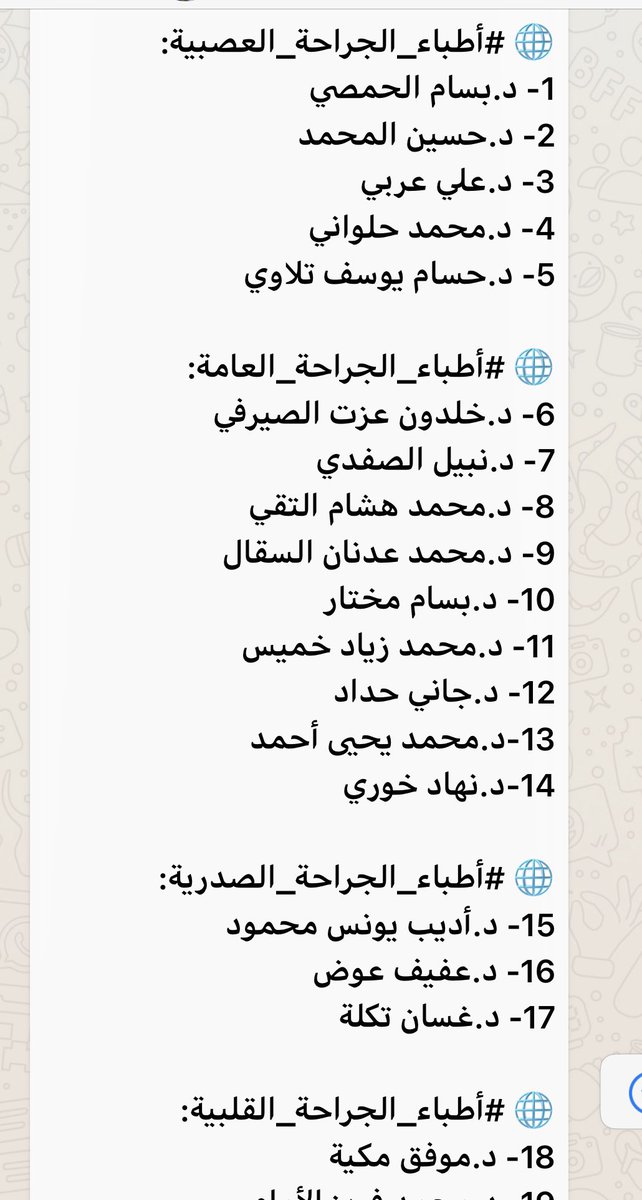 🌐 #أطباء_الجراحة_العصبية:
1- د.بسام الحمصي
2- د.حسين المحمد
3- د.علي عربي
4- د.محمد حلواني
5- د.حسام يوسف تلاوي
🌐 #أطباء_الجراحة_العامة:
6- د.خلدون عزت الصيرفي
7- د.نبيل الصفدي
8- د.محمد هشام التقي
9- د.محمد عدنان السقال
10- د.بسام مختار
11- د.محمد زياد خميس
12- د.جاني حداد
13-د.محمد يحيى أحمد
14-د.نهاد خوري
🌐 #أطباء_الجراحة_الصدرية:
15- د.أديب يونس محمود
16- د.عفيف عوض
17- د.غسان تكلة
🌐 #أطباء_الجراحة_القلبية:
18- د.موفق مكية